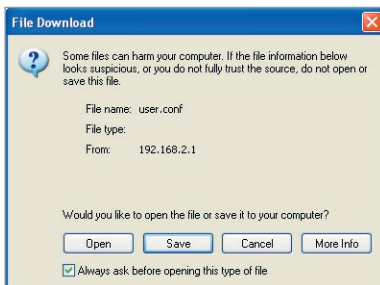 File Download
Some files can harm your computer. If the file information below
looks suspicious, or you do not fully trust the source, do not open or
save this file.
File name: user.conf
File type:
From: 192.168.2.1
Would you like to open the file or save it to your computer?
Open Save Cancel More Info
Always ask before opening this type of file